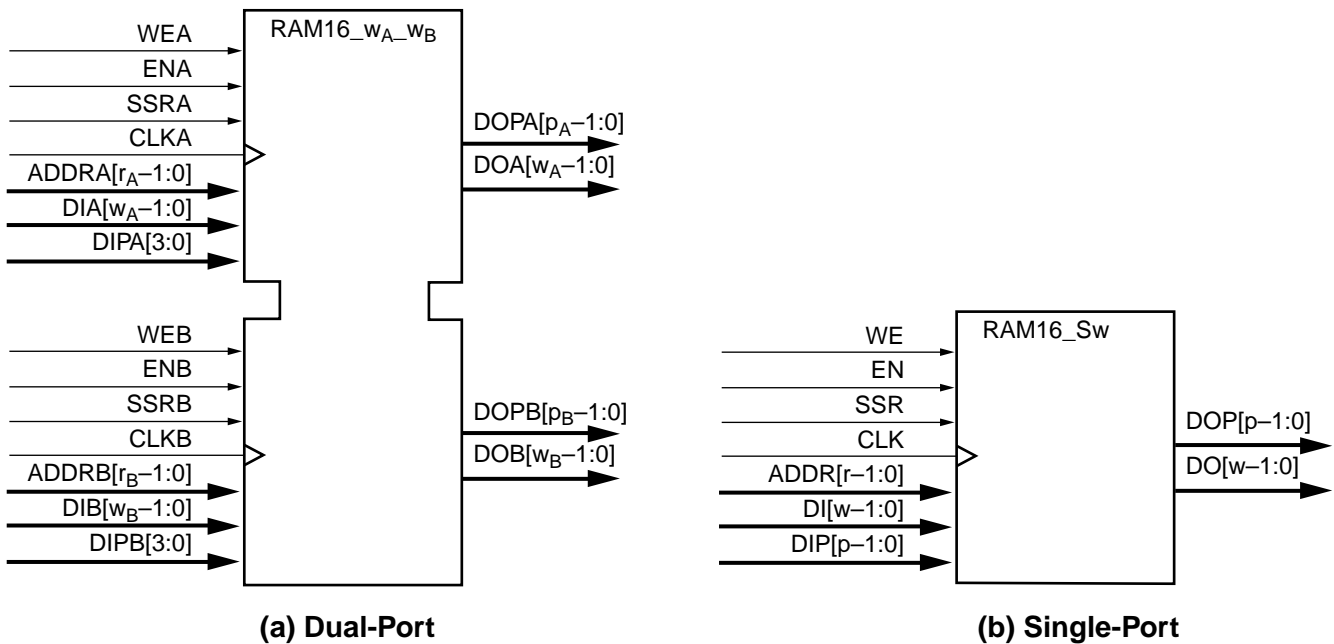 RAM16_wA_wB
WEA
ENA
SSRA
CLKA
ADDRA[rA–1:0]
DIA[wA–1:0]
DIPA[3:0]
DOPA[pA–1:0]
DOA[wA–1:0]
WEB
ENB
SSRB
CLKB
ADDRB[rB–1:0]
DIB[wB–1:0]
DIPB[3:0]
DOPB[pB–1:0]
DOB[wB–1:0]
(a) Dual-Port
RAM16_Sw
WE
EN
SSR
CLK
ADDR[r–1:0]
DI[w–1:0]
DIP[p–1:0]
DOP[p–1:0]
DO[w–1:0]
(b) Single-Port